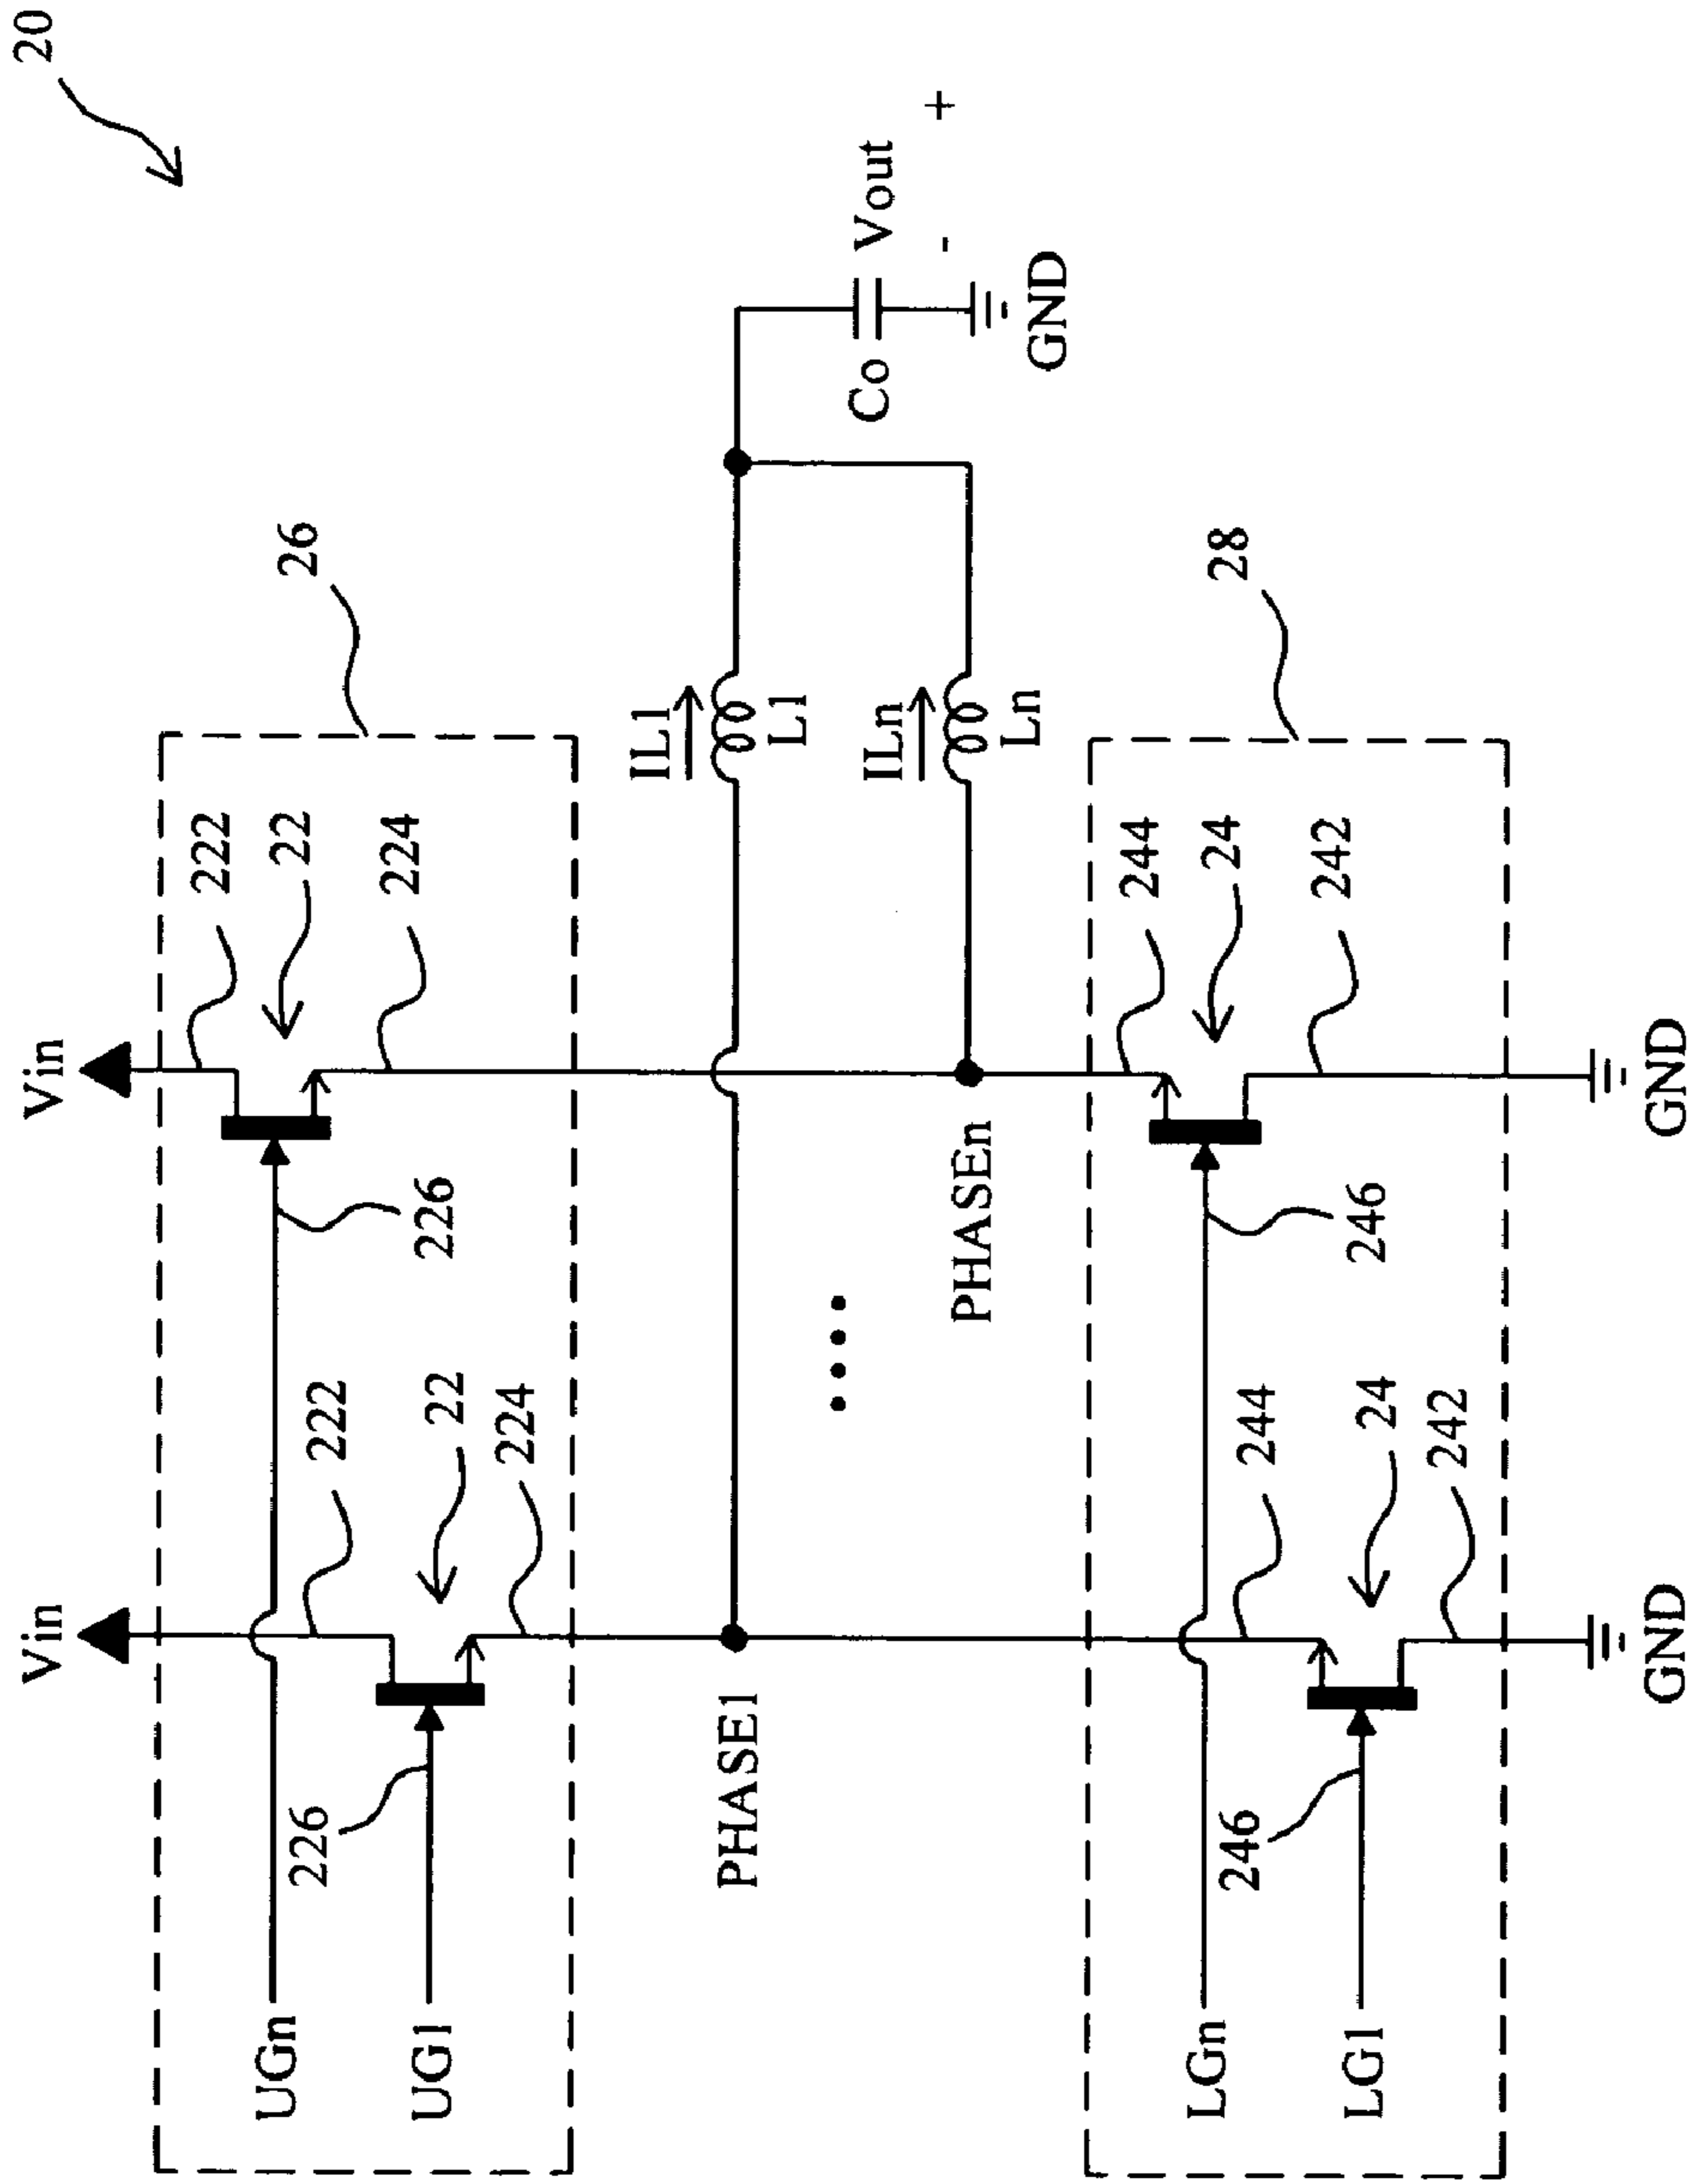 20
Vin
Vin
26
222
22
224
226
222
22
224
226
UGn
UG1
IL1
L1
ILn
Ln
Co
Vout
+
-
GND
PHASE1
PHASEn
28
244
24
242
246
244
24
242
246
LGn
LG1
GND
GND